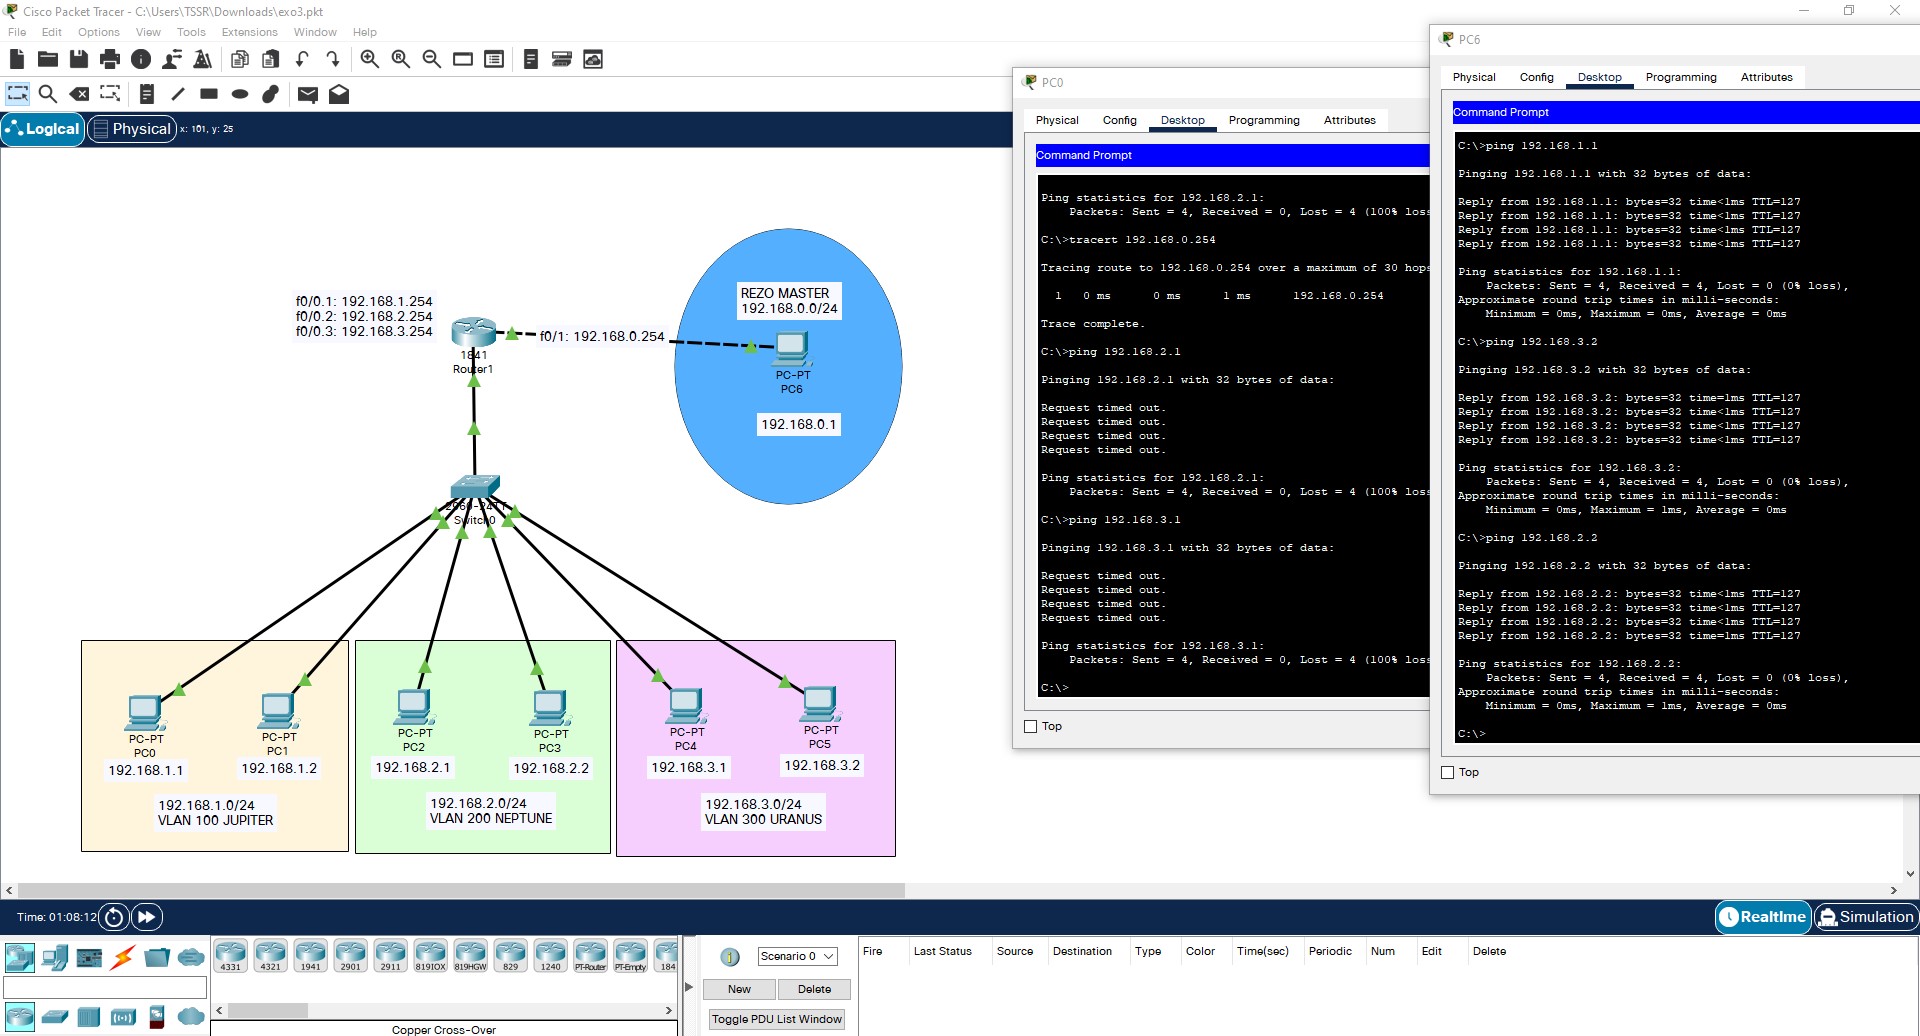 Cisco Packet Tracer - C:\Users\TSSR\Downloads\exo3.pkt
File Edit Options View Tools Extensions Window Help
Logical Physical x: 101, y: 25
f0/0.1: 192.168.1.254
f0/0.2: 192.168.2.254
f0/0.3: 192.168.3.254
1841
Router1
f0/1: 192.168.0.254
REZO MASTER
192.168.0.0/24
PC-PT
PC6
192.168.0.1
2960-24TT
Switch0
PC-PT
PC0
192.168.1.1
PC-PT
PC1
192.168.1.2
192.168.1.0/24
VLAN 100 JUPITER
PC-PT
PC2
192.168.2.1
PC-PT
PC3
192.168.2.2
192.168.2.0/24
VLAN 200 NEPTUNE
PC-PT
PC4
192.168.3.1
PC-PT
PC5
192.168.3.2
192.168.3.0/24
VLAN 300 URANUS
PC0
Physical Config Desktop Programming Attributes
Command Prompt
Ping statistics for 192.168.2.1:
Packets: Sent = 4, Received = 0, Lost = 4 (100% loss
C:\>tracert 192.168.0.254
Tracing route to 192.168.0.254 over a maximum of 30 hops
1 0 ms 0 ms 1 ms 192.168.0.254
Trace complete.
C:\>ping 192.168.2.1
Pinging 192.168.2.1 with 32 bytes of data:
Request timed out.
Request timed out.
Request timed out.
Request timed out.
Ping statistics for 192.168.2.1:
Packets: Sent = 4, Received = 0, Lost = 4 (100% loss
C:\>ping 192.168.3.1
Pinging 192.168.3.1 with 32 bytes of data:
Request timed out.
Request timed out.
Request timed out.
Request timed out.
Ping statistics for 192.168.3.1:
Packets: Sent = 4, Received = 0, Lost = 4 (100% loss
C:\>
Top
PC6
Physical Config Desktop Programming Attributes
Command Prompt
C:\>ping 192.168.1.1
Pinging 192.168.1.1 with 32 bytes of data:
Reply from 192.168.1.1: bytes=32 time<1ms TTL=127
Reply from 192.168.1.1: bytes=32 time<1ms TTL=127
Reply from 192.168.1.1: bytes=32 time<1ms TTL=127
Reply from 192.168.1.1: bytes=32 time<1ms TTL=127
Ping statistics for 192.168.1.1:
Packets: Sent = 4, Received = 4, Lost = 0 (0% loss),
Approximate round trip times in milli-seconds:
Minimum = 0ms, Maximum = 0ms, Average = 0ms
C:\>ping 192.168.3.2
Pinging 192.168.3.2 with 32 bytes of data:
Reply from 192.168.3.2: bytes=32 time=1ms TTL=127
Reply from 192.168.3.2: bytes=32 time<1ms TTL=127
Reply from 192.168.3.2: bytes=32 time<1ms TTL=127
Reply from 192.168.3.2: bytes=32 time<1ms TTL=127
Ping statistics for 192.168.3.2:
Packets: Sent = 4, Received = 4, Lost = 0 (0% loss),
Approximate round trip times in milli-seconds:
Minimum = 0ms, Maximum = 1ms, Average = 0ms
C:\>ping 192.168.2.2
Pinging 192.168.2.2 with 32 bytes of data:
Reply from 192.168.2.2: bytes=32 time<1ms TTL=127
Reply from 192.168.2.2: bytes=32 time<1ms TTL=127
Reply from 192.168.2.2: bytes=32 time<1ms TTL=127
Reply from 192.168.2.2: bytes=32 time=1ms TTL=127
Ping statistics for 192.168.2.2:
Packets: Sent = 4, Received = 4, Lost = 0 (0% loss),
Approximate round trip times in milli-seconds:
Minimum = 0ms, Maximum = 1ms, Average = 0ms
C:\>
Top
Time: 01:08:12
Realtime Simulation
4331 4321 1941 2901 2911 819IOX 819HGW 829 1240 PT-Router PT-Empty 184
Copper Cross-Over
Scenario 0
New Delete
Toggle PDU List Window
Fire Last Status Source Destination Type Color Time(sec) Periodic Num Edit Delete